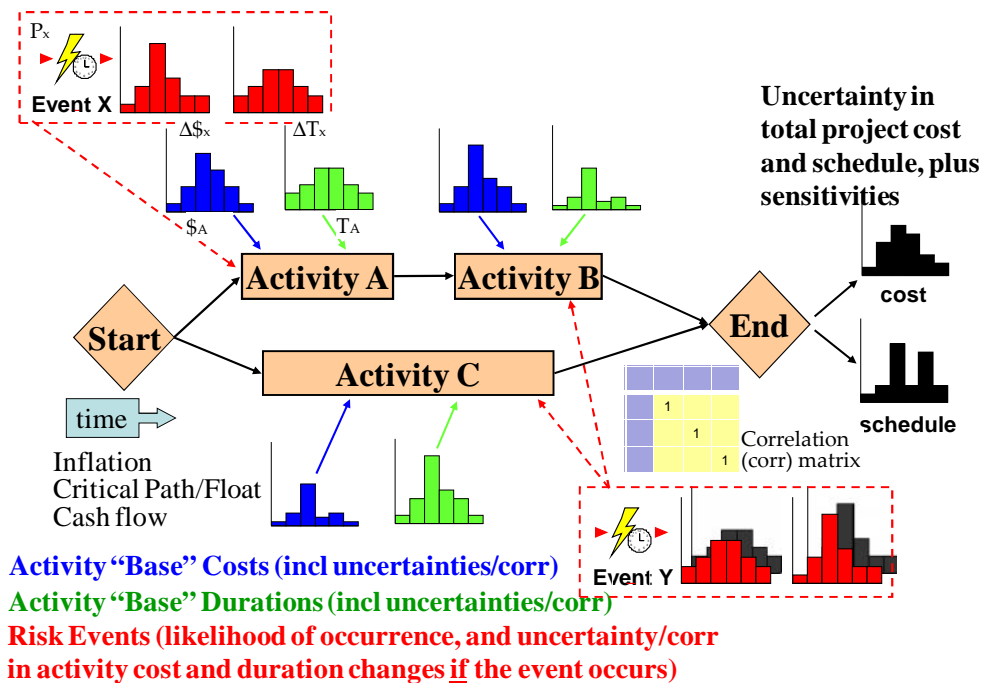 Px
Event X
Δ$x
ΔTx
$A
TA
Uncertainty in
total project cost
and schedule, plus
sensitivities
Activity A
Activity B
cost
Start
End
Activity C
time
1
1
1
Correlation
(corr) matrix
schedule
Inflation
Critical Path/Float
Cash flow
Event Y
Activity “Base” Costs (incl uncertainties/corr)
Activity “Base” Durations (incl uncertainties/corr)
Risk Events (likelihood of occurrence, and uncertainty/corr
in activity cost and duration changes if the event occurs)